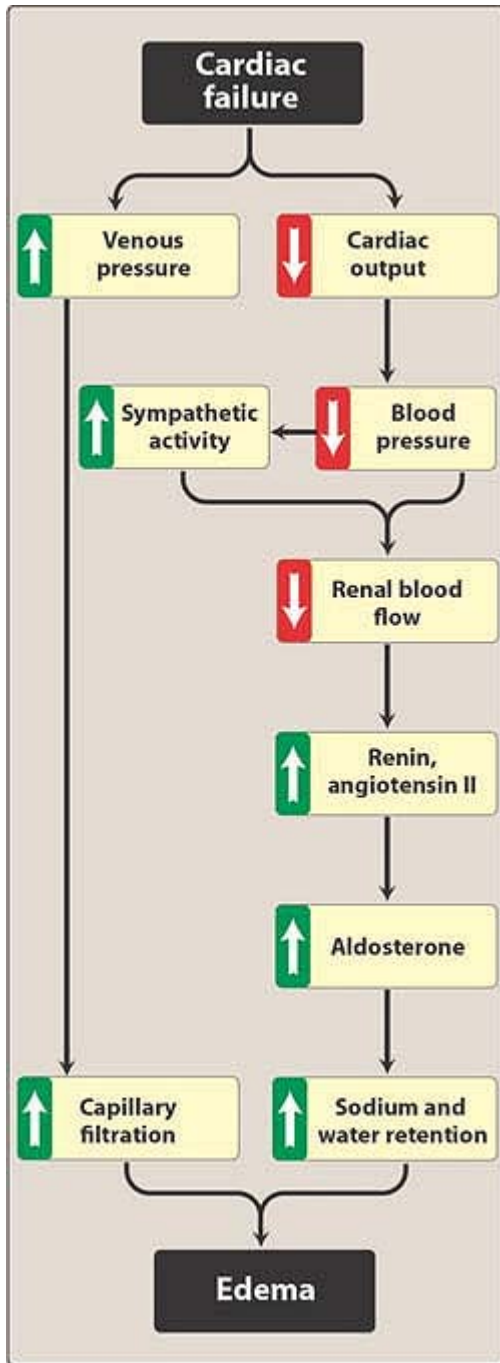 Cardiac
failure
Venous
pressure
Cardiac
output
Sympathetic
activity
Blood
pressure
Renal blood
flow
Renin,
angiotensin II
Aldosterone
Capillary
filtration
Sodium and
water retention
Edema